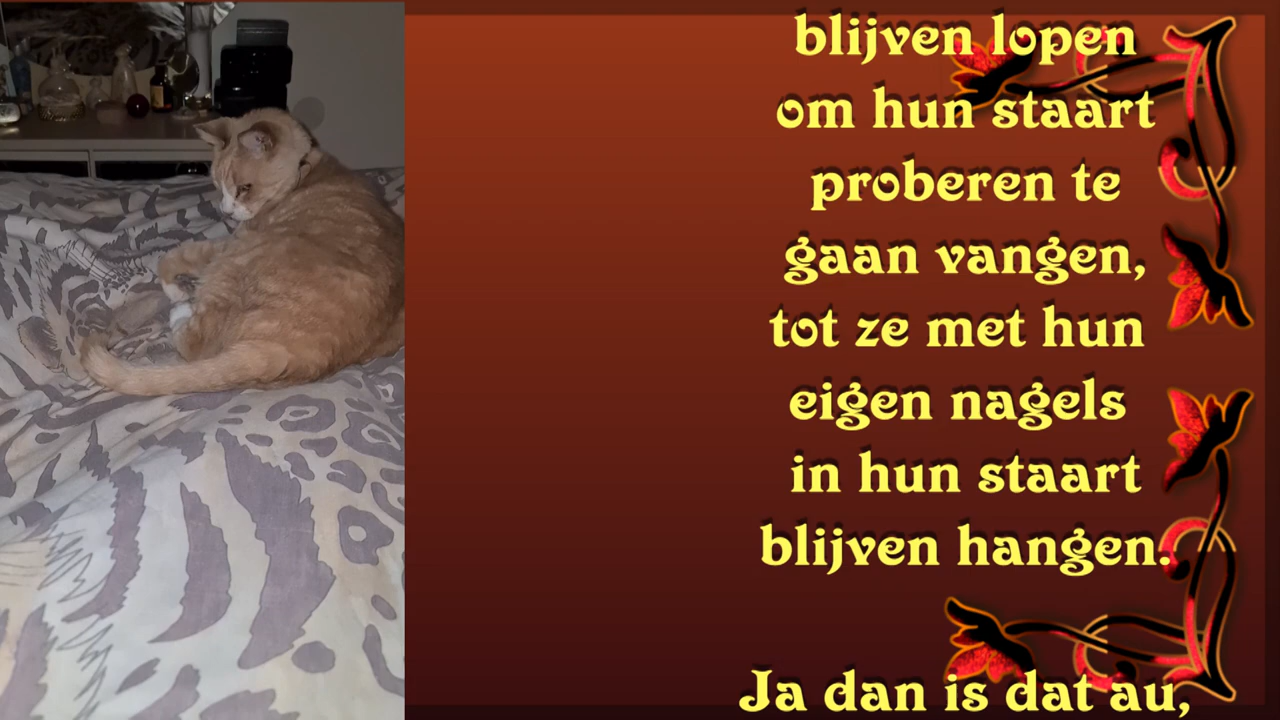 blijven lopen
om hun staart
proberen te
gaan vangen,
tot ze met hun
eigen nagels
in hun staart
blijven hangen.
Ja dan is dat au,